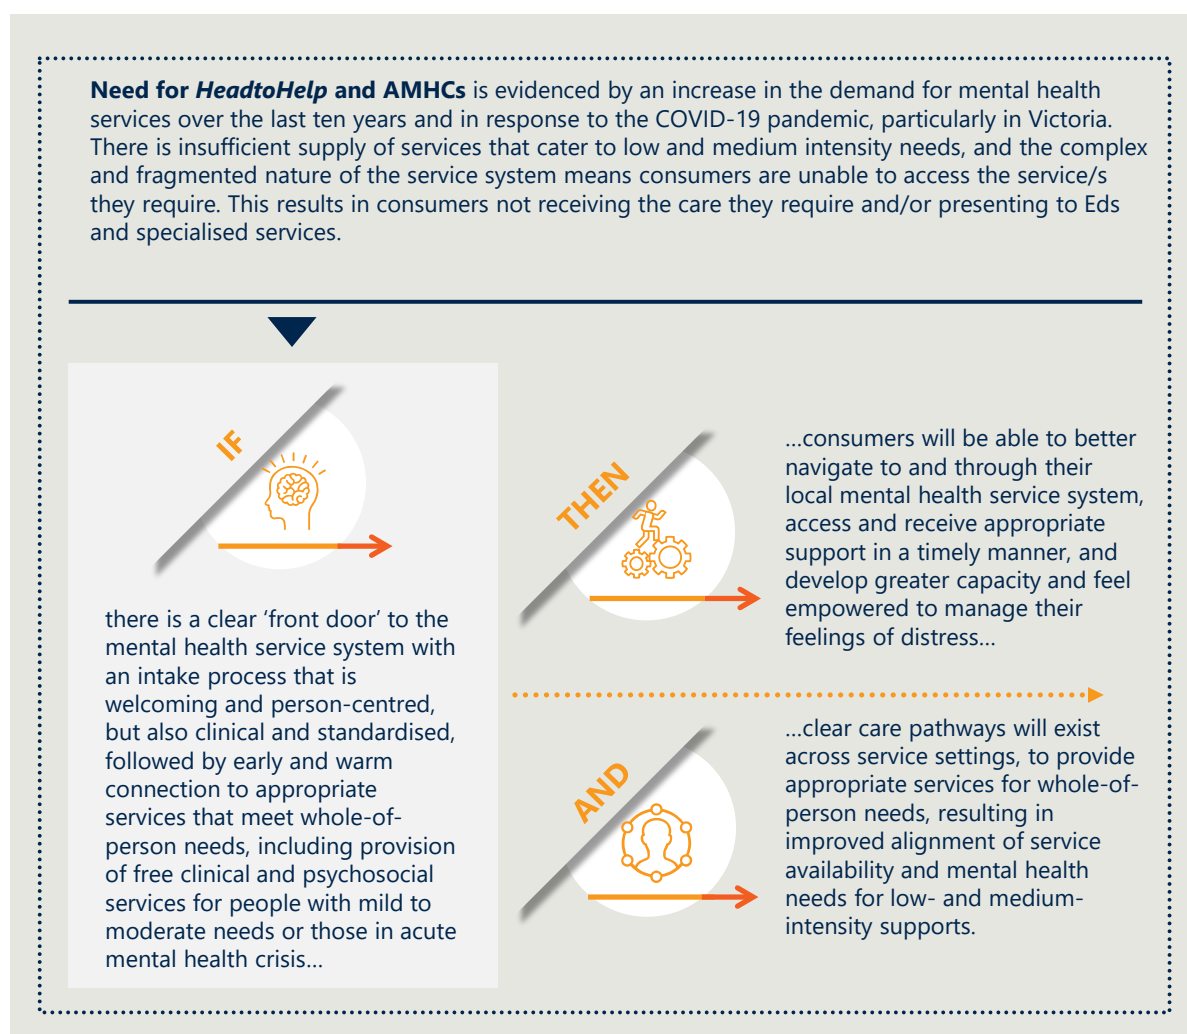 Need for HeadtoHelp and AMHCs is evidenced by an increase in the demand for mental health
services over the last ten years and in response to the COVID-19 pandemic, particularly in Victoria.
There is insufficient supply of services that cater to low and medium intensity needs, and the complex
and fragmented nature of the service system means consumers are unable to access the service/s
they require. This results in consumers not receiving the care they require and/or presenting to Eds
and specialised services.
IF
there is a clear ‘front door’ to the
mental health service system with
an intake process that is
welcoming and person-centred,
but also clinical and standardised,
followed by early and warm
connection to appropriate
services that meet whole-of-
person needs, including provision
of free clinical and psychosocial
services for people with mild to
moderate needs or those in acute
mental health crisis…
THEN
…consumers will be able to better
navigate to and through their
local mental health service system,
access and receive appropriate
support in a timely manner, and
develop greater capacity and feel
empowered to manage their
feelings of distress…
AND
…clear care pathways will exist
across service settings, to provide
appropriate services for whole-of-
person needs, resulting in
improved alignment of service
availability and mental health
needs for low- and medium-
intensity supports.